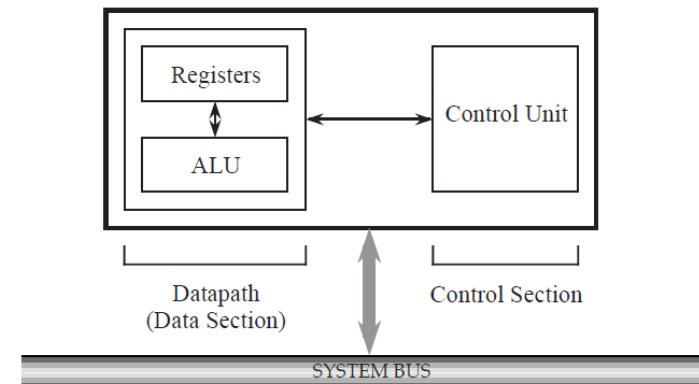 Registers
ALU
Control Unit
Datapath
(Data Section)
Control Section
SYSTEM BUS